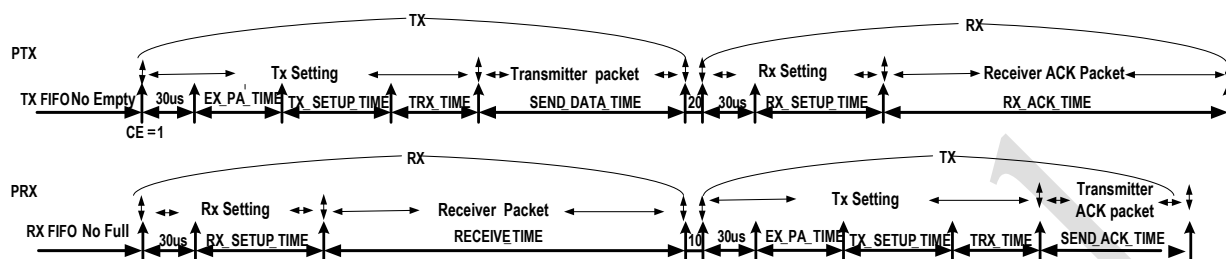 TX
RX
PTX
Tx Setting
Transmitter packet
Rx Setting
Receiver ACK Packet
TX FIFO No Empty
30us
EX_PA_TIME
TX_SETUP_TIME
TRX_TIME
SEND_DATA_TIME
20
30us
RX_SETUP_TIME
RX_ACK_TIME
CE =1
RX
TX
PRX
Rx Setting
Receiver Packet
Tx Setting
Transmitter
ACK packet
RX FIFO No Full
30us
RX_SETUP_TIME
RECEIVE_TIME
10
30us
EX_PA_TIME
TX_SETUP_TIME
TRX_TIME
SEND_ACK_TIME